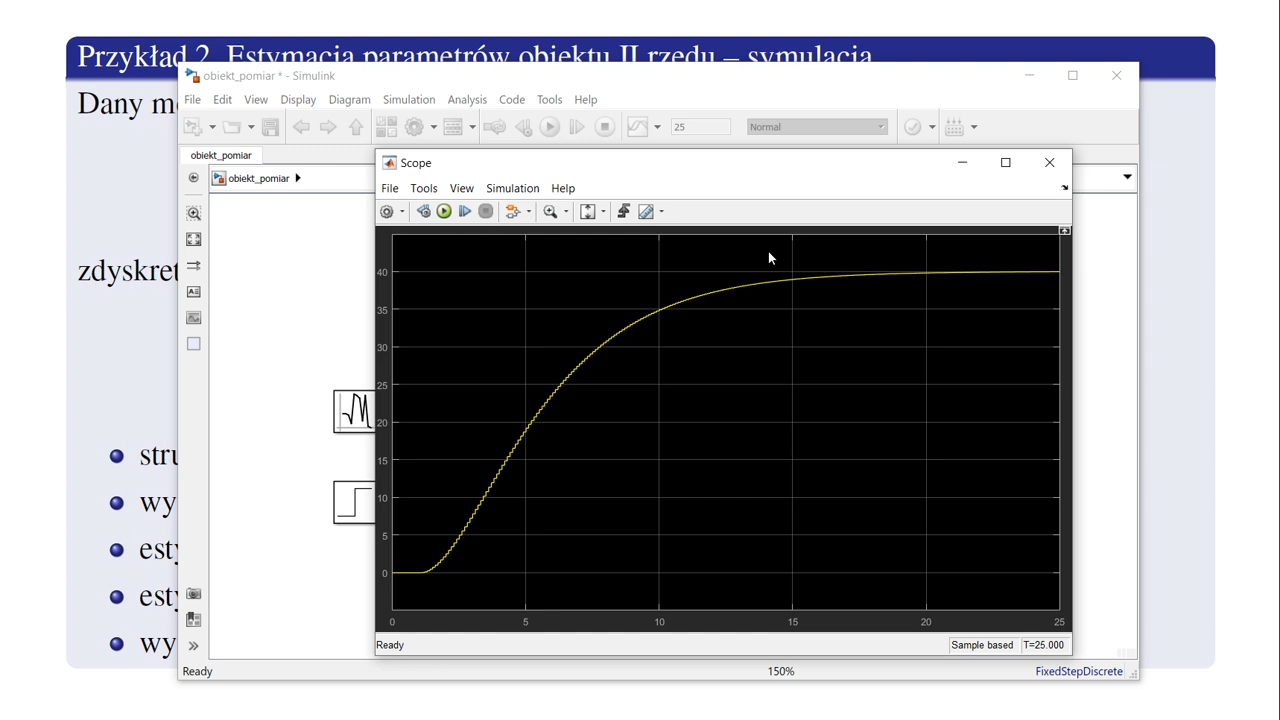 Przykład 2. Estymacja parametrów obiektu II rzędu – symulacja
Dany
zdyskret
obiekt_pomiar * - Simulink
File Edit View Display Diagram Simulation Analysis Code Tools Help
25 Normal
obiekt_pomiar
obiekt_pomiar
Scope
File Tools View Simulation Help
40
35
30
25
20
15
10
5
0
0 5 10 15 20 25
Ready Sample based T=25.000
stru
wy
esty
esty
wy
Ready 150% FixedStepDiscrete